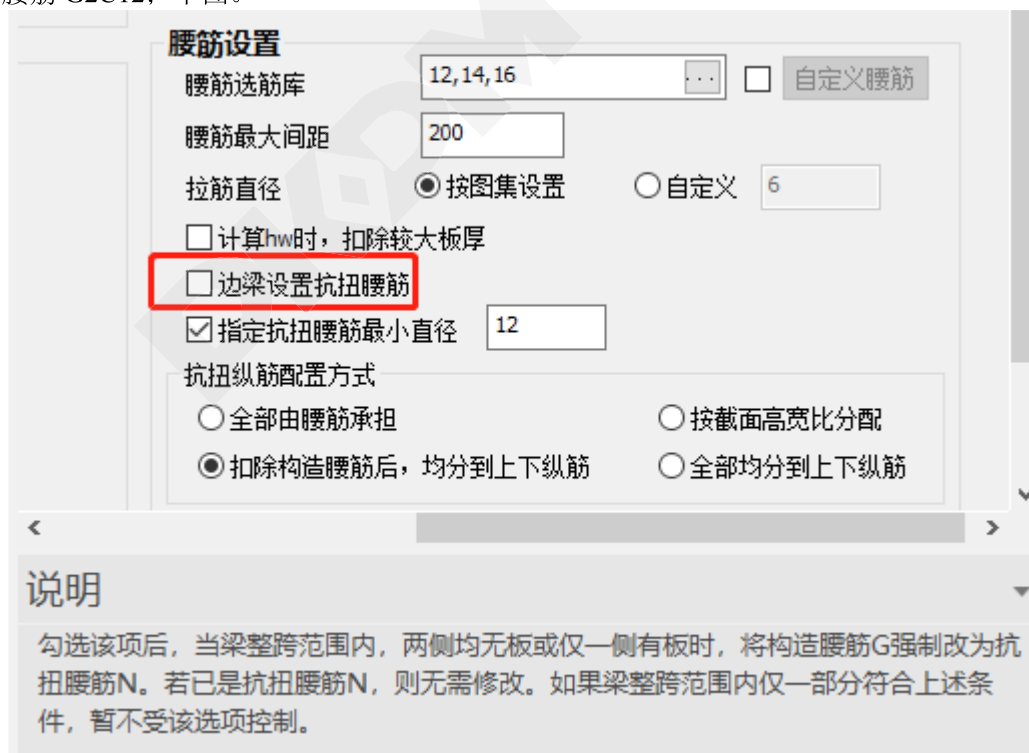 腰筋设置
腰筋选筋库 12,14,16 ... 自定义腰筋
腰筋最大间距 200
拉筋直径 按图集设置 自定义 6
计算hw时，扣除较大板厚
边梁设置抗扭腰筋
指定抗扭腰筋最小直径 12
抗扭纵筋配置方式
全部由腰筋承担 按截面高宽比分配
扣除构造腰筋后，均分到上下纵筋 全部均分到上下纵筋
说明
勾选该项后，当梁整跨范围内，两侧均无板或仅一侧有板时，将构造腰筋G强制改为抗
扭腰筋N。若已是抗扭腰筋N，则无需修改。如果梁整跨范围内仅一部分符合上述条
件，暂不受该选项控制。